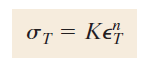 σ_T = Kϵ_T^n